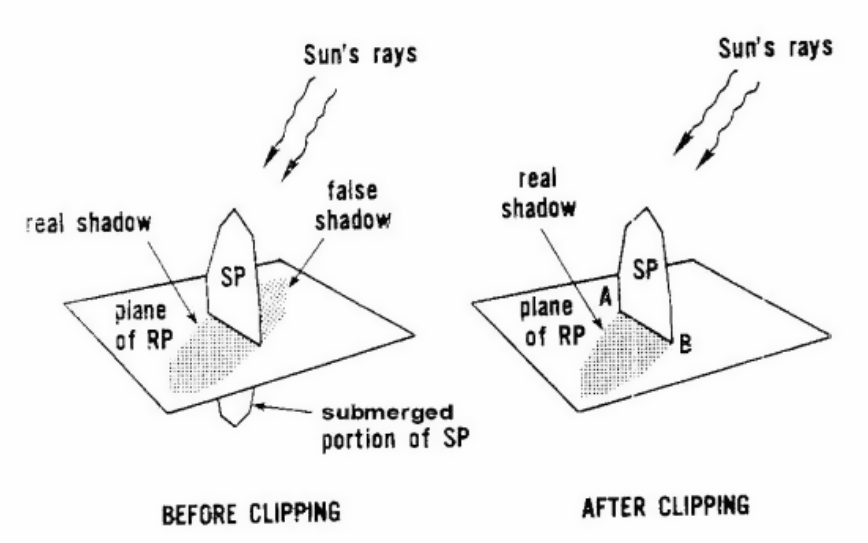 Sun's rays
false
shadow
real shadow
SP
plane
of RP
submerged
portion of SP
BEFORE CLIPPING
Sun's rays
real
shadow
SP
A
plane
of RP
B
AFTER CLIPPING